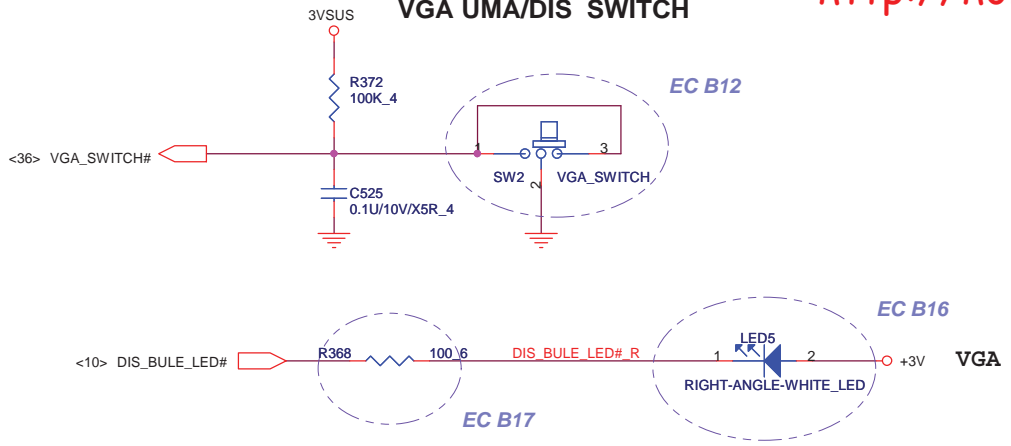 VGA UMA/DIS SWITCH
3VSUS
R372
100K_4
EC B12
<36> VGA_SWITCH#
1
3
SW2
VGA_SWITCH
2
C525
0.1U/10V/X5R_4
EC B16
<10> DIS_BULE_LED#
R368
100_6
DIS_BULE_LED#_R
LED5
1
2
+3V
VGA
RIGHT-ANGLE-WHITE_LED
EC B17